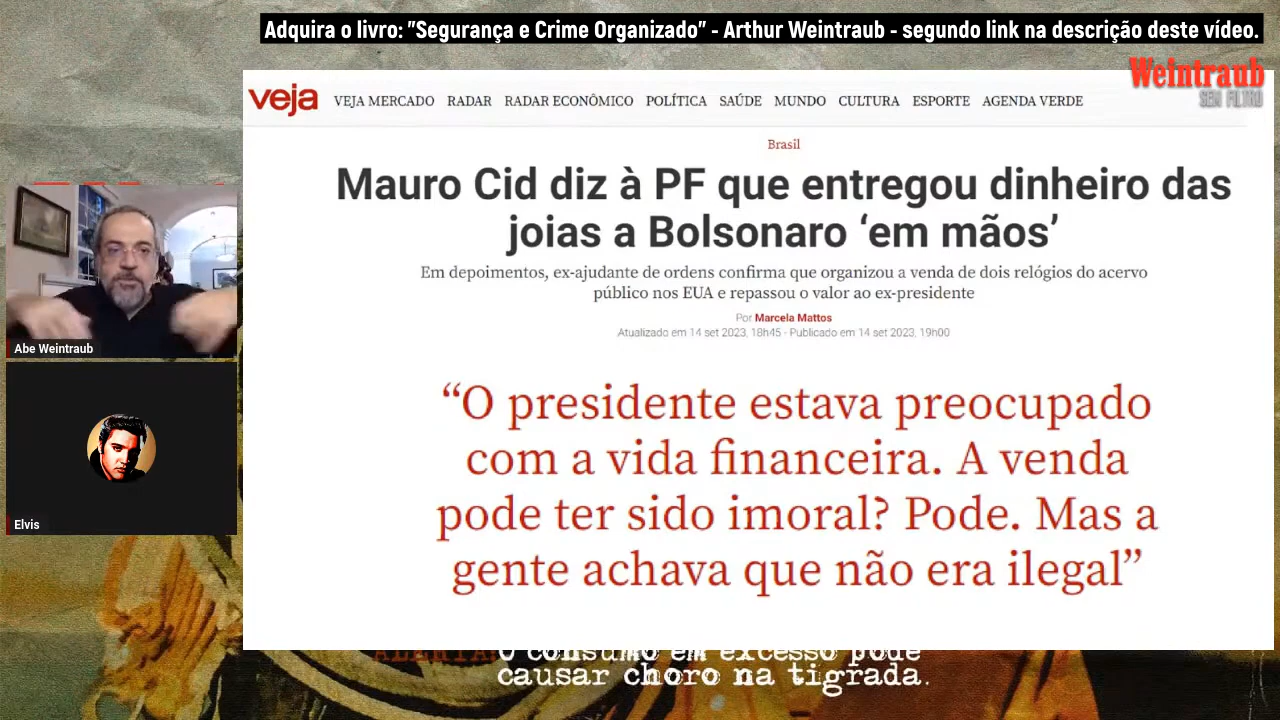 Adquira o livro: "Segurança e Crime Organizado" - Arthur Weintraub - segundo link na descrição deste vídeo.
Weintraub
SEM FILTRO
veja VEJA MERCADO RADAR RADAR ECONÔMICO POLÍTICA SAÚDE MUNDO CULTURA ESPORTE AGENDA VERDE
Brasil
Mauro Cid diz à PF que entregou dinheiro das
joias a Bolsonaro ‘em mãos’
Em depoimentos, ex-ajudante de ordens confirma que organizou a venda de dois relógios do acervo
público nos EUA e repassou o valor ao ex-presidente
Por Marcela Mattos
Atualizado em 14 set 2023, 18h45 - Publicado em 14 set 2023, 19h00
“O presidente estava preocupado
com a vida financeira. A venda
pode ter sido imoral? Pode. Mas a
gente achava que não era ilegal”
Abe Weintraub
Elvis
ALERTA: O consumo em excesso pode
causar choro na tigrada.